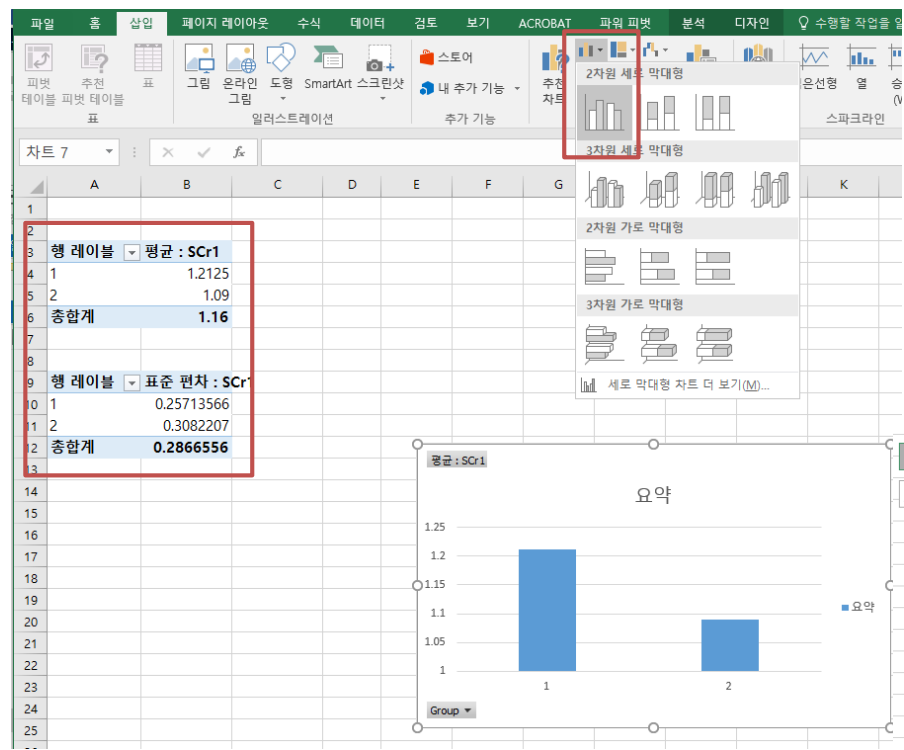 파일 홈 삽입 페이지 레이아웃 수식 데이터 검토 보기 ACROBAT 파워 피벗 분석 디자인 수행할 작업을
피벗 테이블 추천 피벗 테이블 표 그림 온라인 그림 도형 SmartArt 스크린샷 스토어 내 추가 기능 추천 차트 열
표 일러스트레이션 추가 기능 스파크라인
2차원 세로 막대형
3차원 세로 막대형
2차원 가로 막대형
3차원 가로 막대형
세로 막대형 차트 더 보기(M)...
차트 7 fx
A B C D E F G K
1
2
3 행 레이블 평균 : SCr1
4 1 1.2125
5 2 1.09
6 총합계 1.16
7
8
9 행 레이블 표준 편차 : SCr1
10 1 0.25713566
11 2 0.3082207
12 총합계 0.2866556
13
14
15
16
17
18
19
20
21
22
23
24
25
평균 : SCr1
요약
1.25
1.2
1.15
1.1
1.05
1
1 2
요약
Group